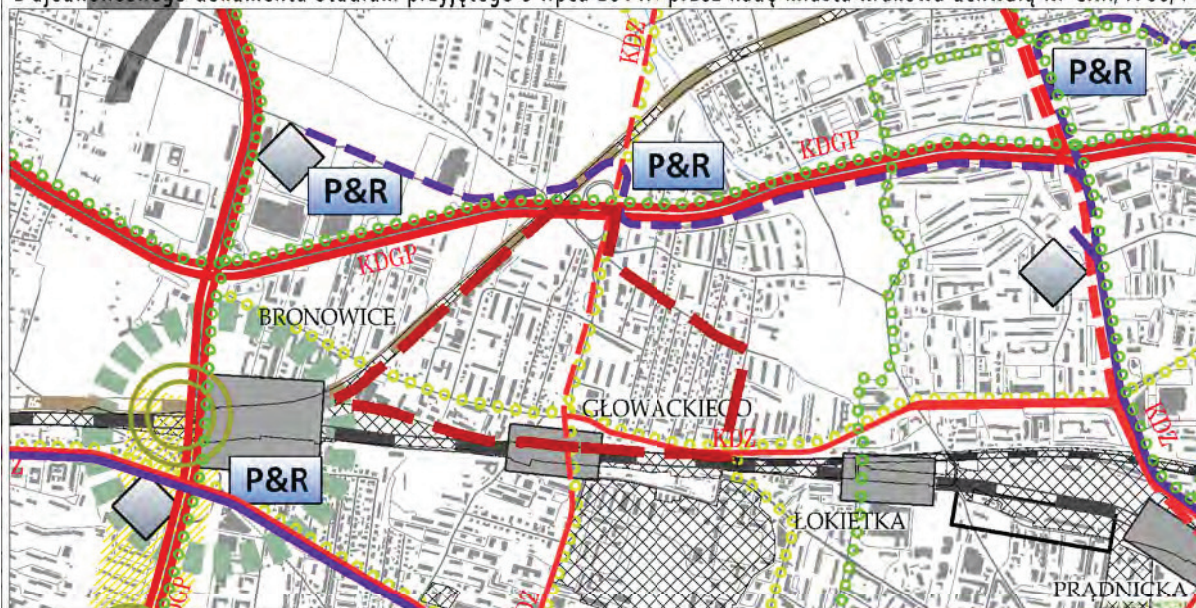 KDZ
P&R
P&R
KDGP
P&R
KDGP
BRONOWICE
GŁOWACKIEGO
KDZ
KDZ
P&R
ŁOKIETKA
PRĄDNICKA